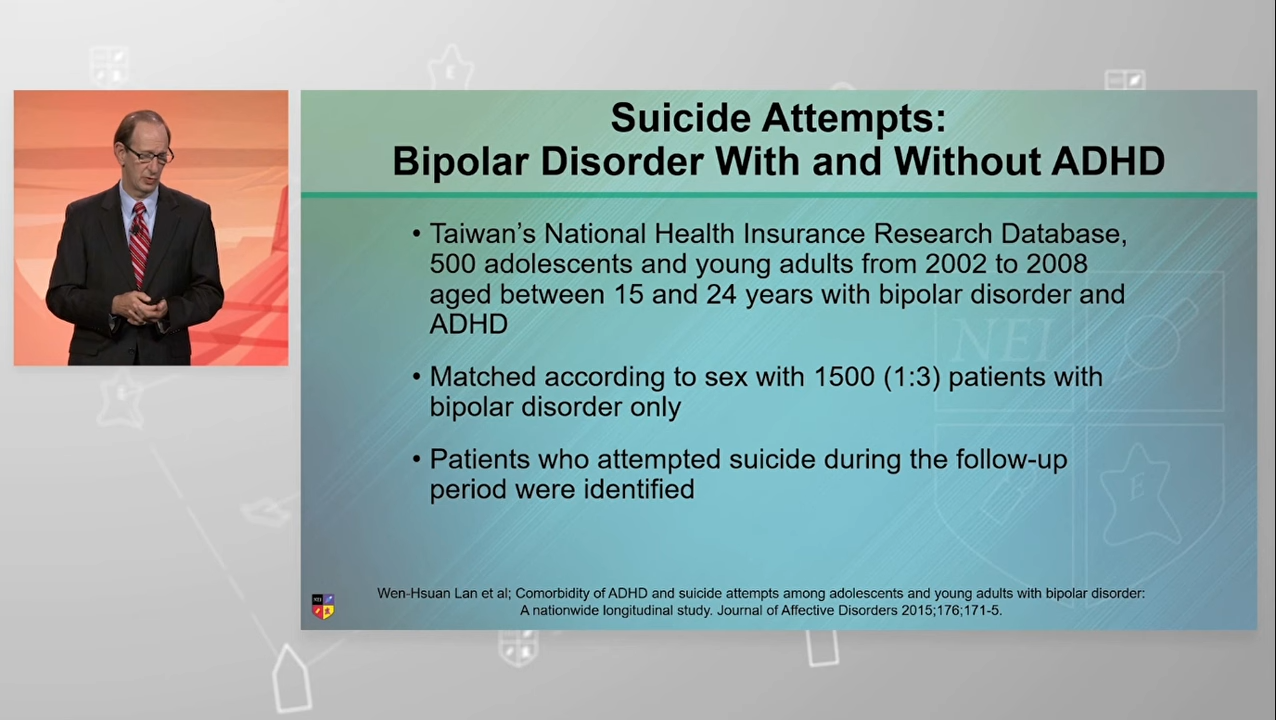 Suicide Attempts:
Bipolar Disorder With and Without ADHD
• Taiwan’s National Health Insurance Research Database,
500 adolescents and young adults from 2002 to 2008
aged between 15 and 24 years with bipolar disorder and
ADHD
• Matched according to sex with 1500 (1:3) patients with
bipolar disorder only
• Patients who attempted suicide during the follow-up
period were identified
NEI
E
Wen-Hsuan Lan et al; Comorbidity of ADHD and suicide attempts among adolescents and young adults with bipolar disorder:
A nationwide longitudinal study. Journal of Affective Disorders 2015;176;171-5.
NEI
E
E